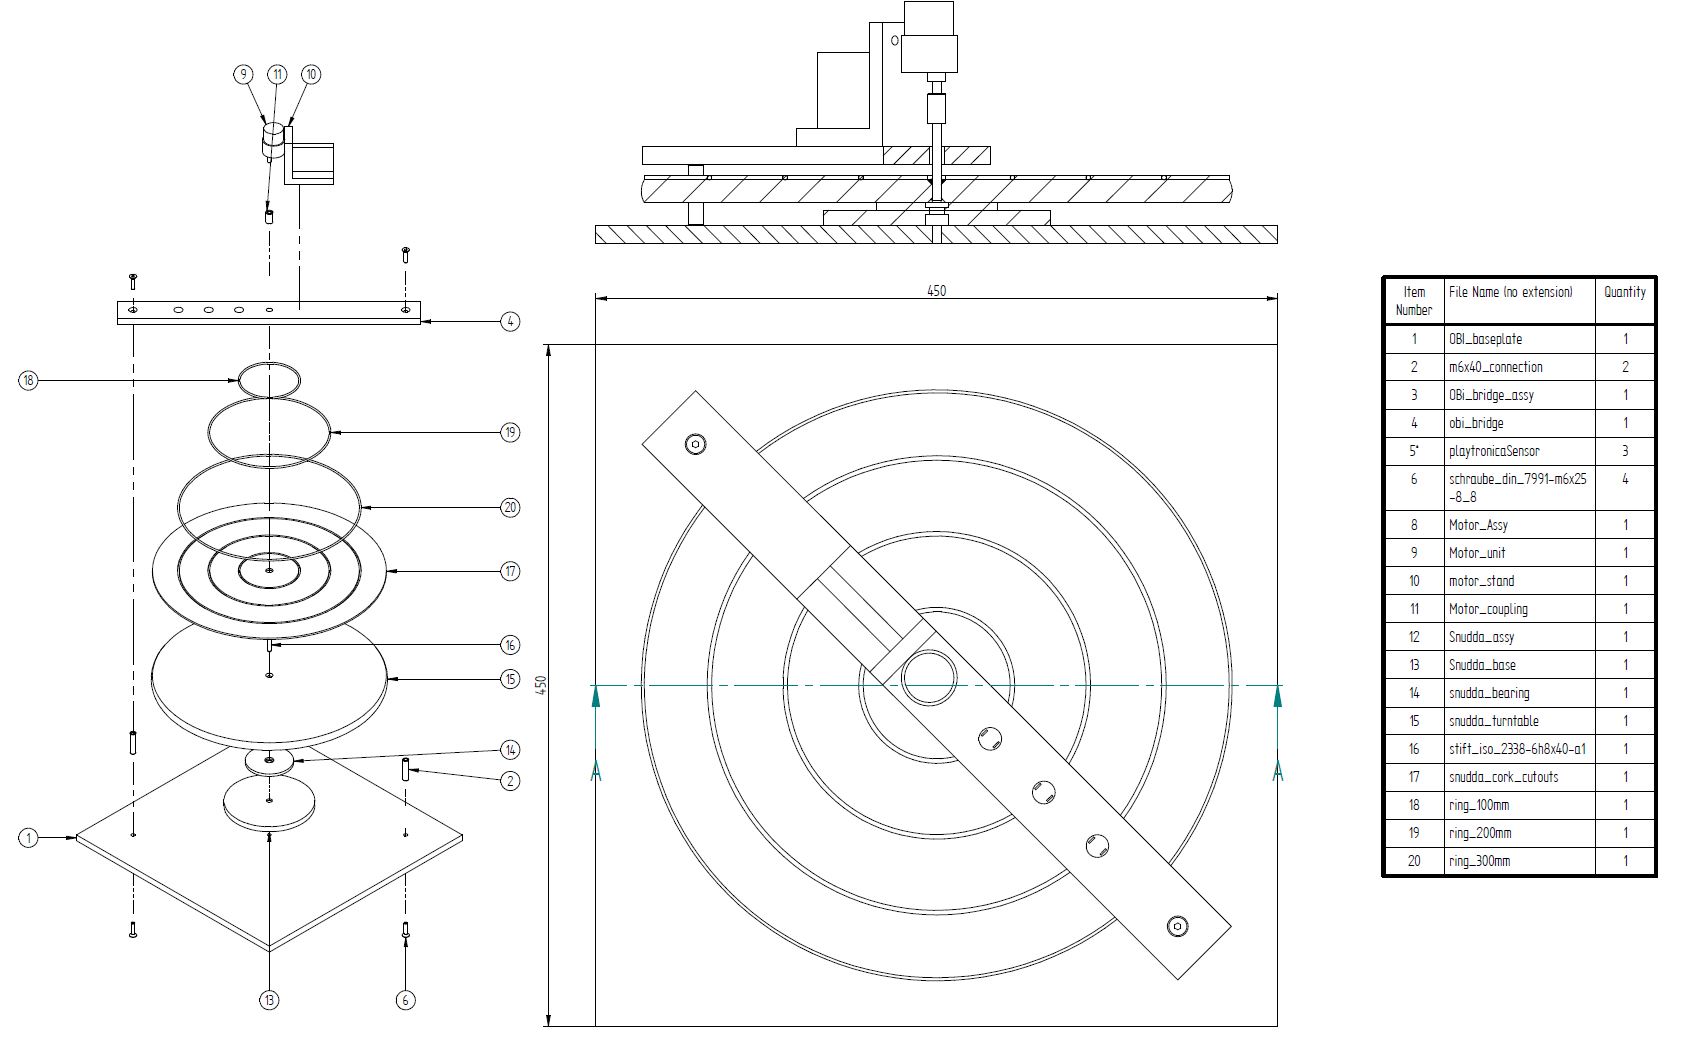 9 11 10
4
18
19
20
17
16
15
14
2
1
13 6
450
450
A A
Item Number File Name (no extension) Quantity
1 OBI_baseplate 1
2 m6x40_connection 2
3 OBi_bridge_assy 1
4 obi_bridge 1
5* playtronicaSensor 3
6 schraube_din_7991-m6x25 4
-8_8
8 Motor_Assy 1
9 Motor_unit 1
10 motor_stand 1
11 Motor_coupling 1
12 Snudda_assy 1
13 Snudda_base 1
14 snudda_bearing 1
15 snudda_turntable 1
16 stift_iso_2338-6h8x40-a1 1
17 snudda_cork_cutouts 1
18 ring_100mm 1
19 ring_200mm 1
20 ring_300mm 1